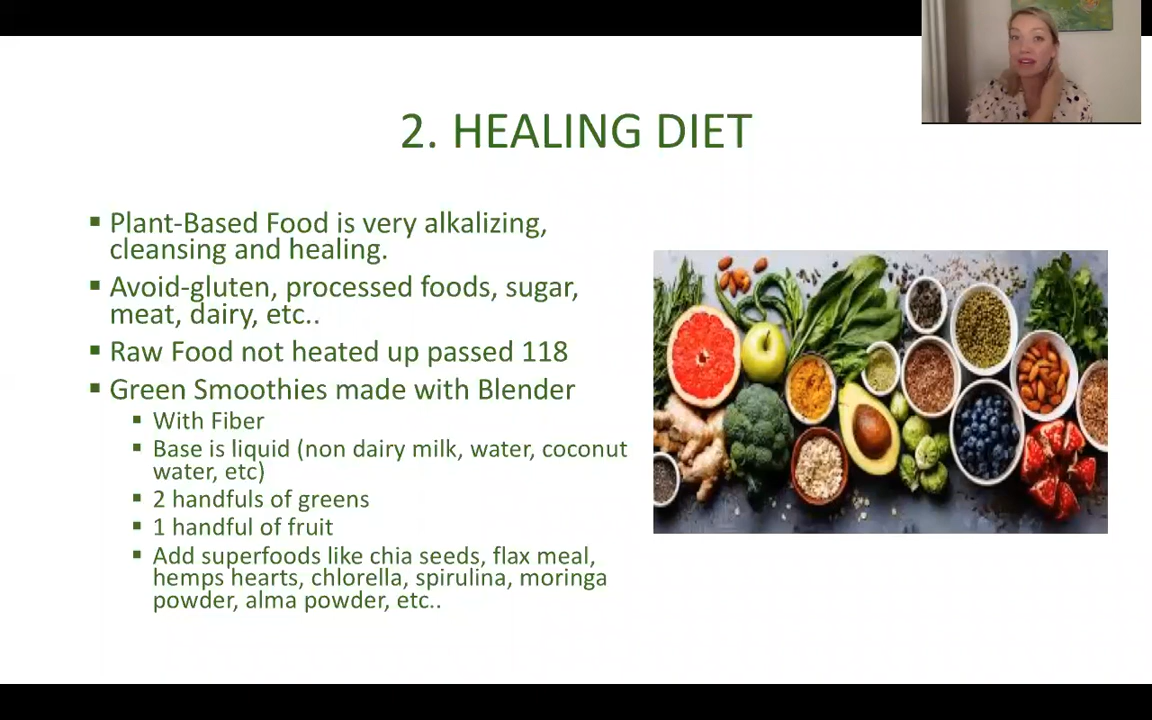 2. HEALING DIET
▪ Plant-Based Food is very alkalizing,
cleansing and healing.
▪ Avoid-gluten, processed foods, sugar,
meat, dairy, etc..
▪ Raw Food not heated up passed 118
▪ Green Smoothies made with Blender
▪ With Fiber
▪ Base is liquid (non dairy milk, water, coconut
water, etc)
▪ 2 handfuls of greens
▪ 1 handful of fruit
▪ Add superfoods like chia seeds, flax meal,
hemps hearts, chlorella, spirulina, moringa
powder, alma powder, etc..